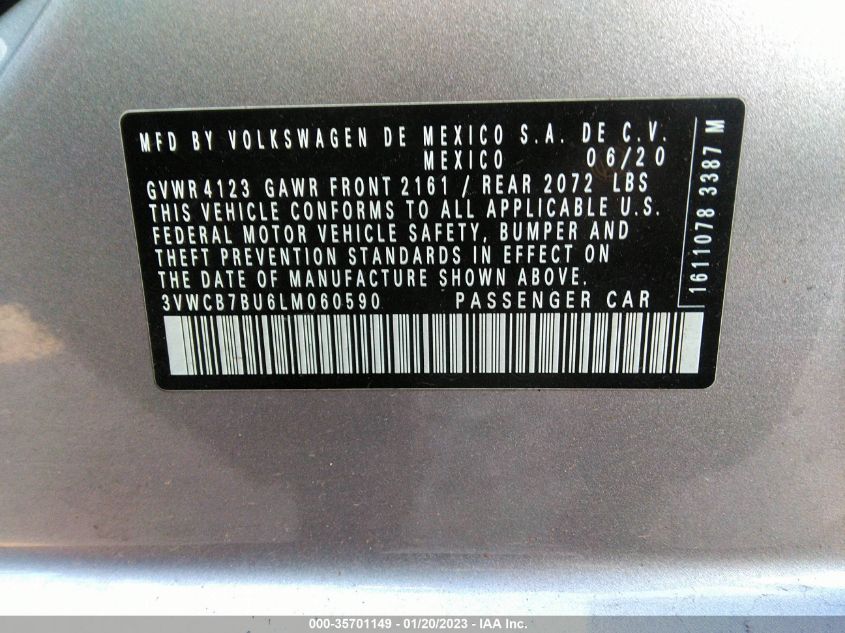 MFD BY VOLKSWAGEN DE MEXICO S.A. DE C.V.
MEXICO 06/20
GVWR 4123 GAWR FRONT 2161 / REAR 2072 LBS
THIS VEHICLE CONFORMS TO ALL APPLICABLE U.S.
FEDERAL MOTOR VEHICLE SAFETY, BUMPER AND
THEFT PREVENTION STANDARDS IN EFFECT ON
THE DATE OF MANUFACTURE SHOWN ABOVE.
3VWCB7BU6LM060590 PASSENGER CAR
1611078 3387 M
000-35701149 - 01/20/2023 - IAA Inc.